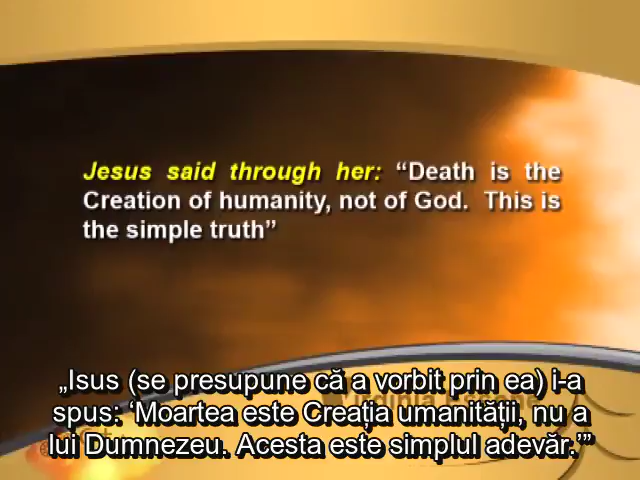 Jesus said through her: “Death is the
Creation of humanity, not of God. This is
the simple truth”
„Isus (se presupune că a vorbit prin ea) i-a
spus: ‘Moartea este Creația umanității, nu a
lui Dumnezeu. Acesta este simplul adevăr.’”